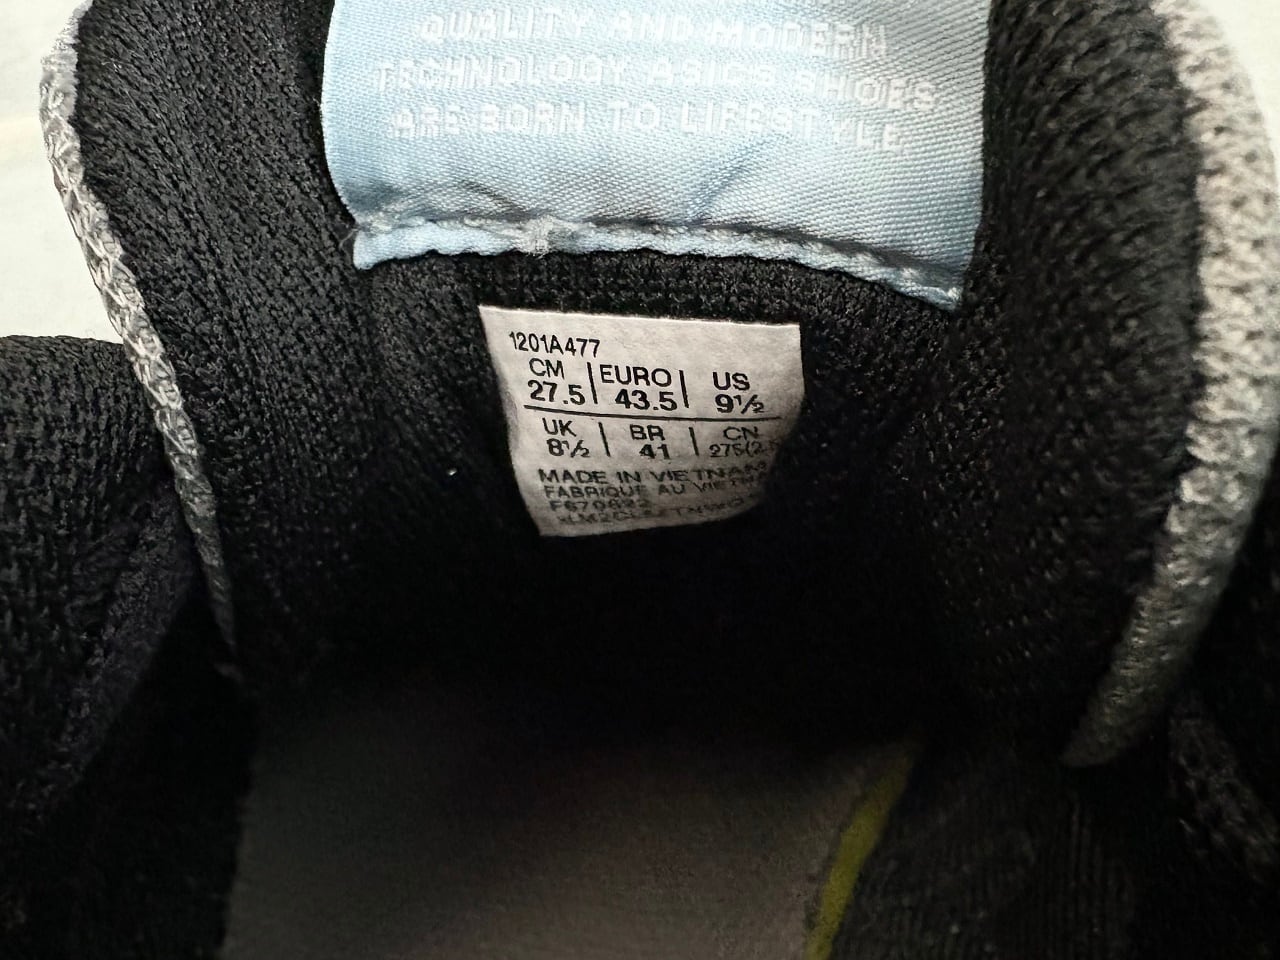 QUALITY AND MODERN
TECHNOLOGY ASICS SHOES
ARE BORN TO LIFESTYLE.
1201A477
CM | EURO | US
27.5 | 43.5 | 9½
UK | BR | CN
8½ | 41
MADE IN VIETNAM
FABRIQUE AU VIETNAM